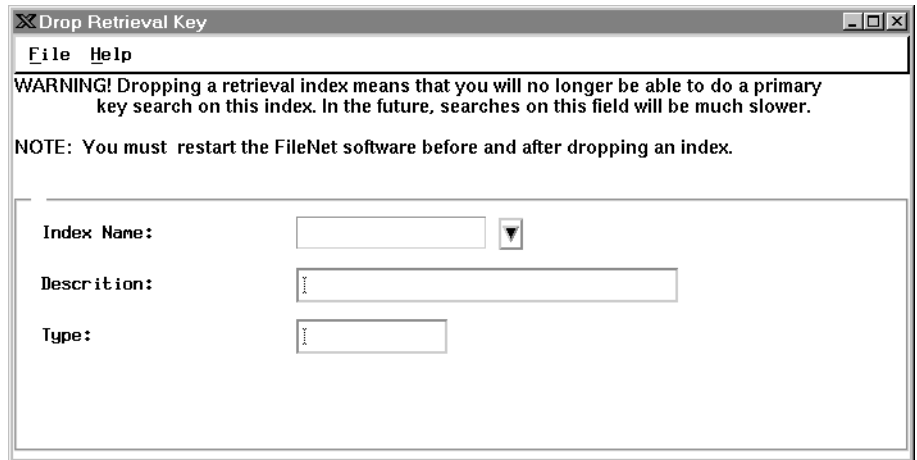 Drop Retrieval Key
File Help
WARNING! Dropping a retrieval index means that you will no longer be able to do a primary
key search on this index. In the future, searches on this field will be much slower.
NOTE: You must restart the FileNet software before and after dropping an index.
Index Name:
Descrition:
Type: